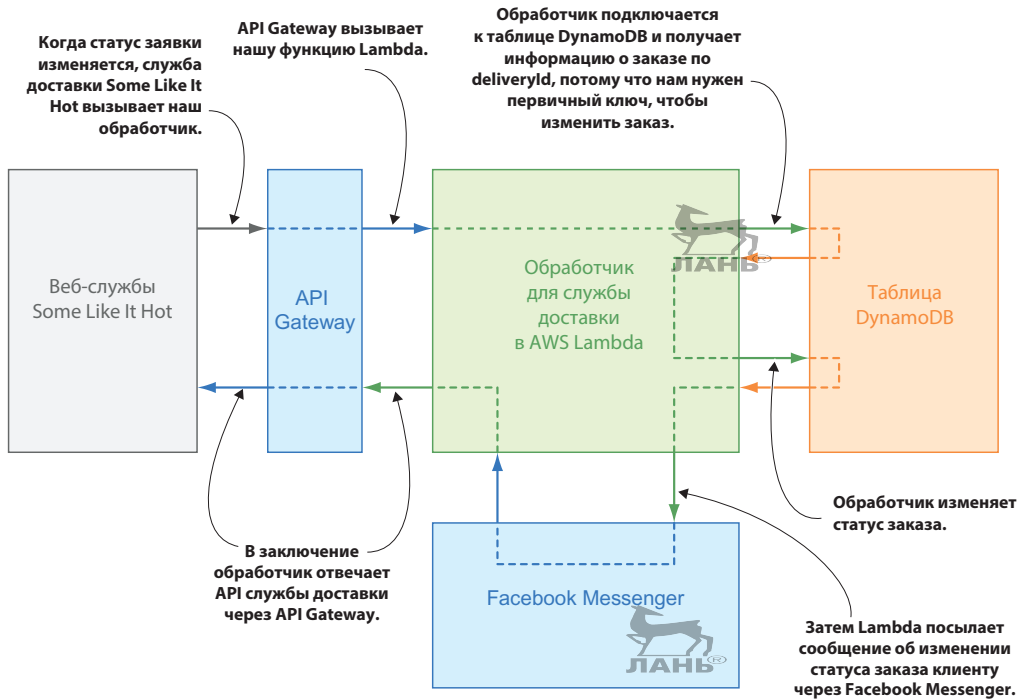 Когда статус заявки
изменяется, служба
доставки Some Like It
Hot вызывает наш
обработчик.
API Gateway вызывает
нашу функцию Lambda.
Обработчик подключается
к таблице DynamoDB и получает
информацию о заказе по
deliveryId, потому что нам нужен
первичный ключ, чтобы
изменить заказ.
Веб-службы
Some Like It Hot
API
Gateway
Обработчик
для службы
доставки
в AWS Lambda
ЛАНЬ®
Таблица
DynamoDB
Обработчик изменяет
статус заказа.
В заключение
обработчик отвечает
API службы доставки
через API Gateway.
Facebook Messenger
ЛАНЬ®
Затем Lambda посылает
сообщение об изменении
статуса заказа клиенту
через Facebook Messenger.